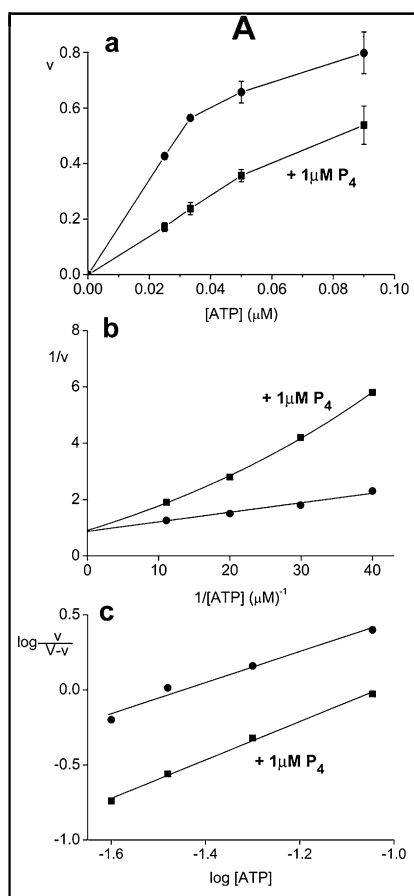 A
a
v
0.8
0.6
0.4
0.2
0.0
+ 1μM P4
0.00 0.02 0.04 0.06 0.08 0.10
[ATP] (μM)
b
1/v
8
6
4
2
0
+ 1μM P4
0 10 20 30 40
1/[ATP] (μM)-1
c
log v/V-v
0.5
0.0
-0.5
-1.0
+ 1μM P4
-1.6 -1.4 -1.2 -1.0
log [ATP]